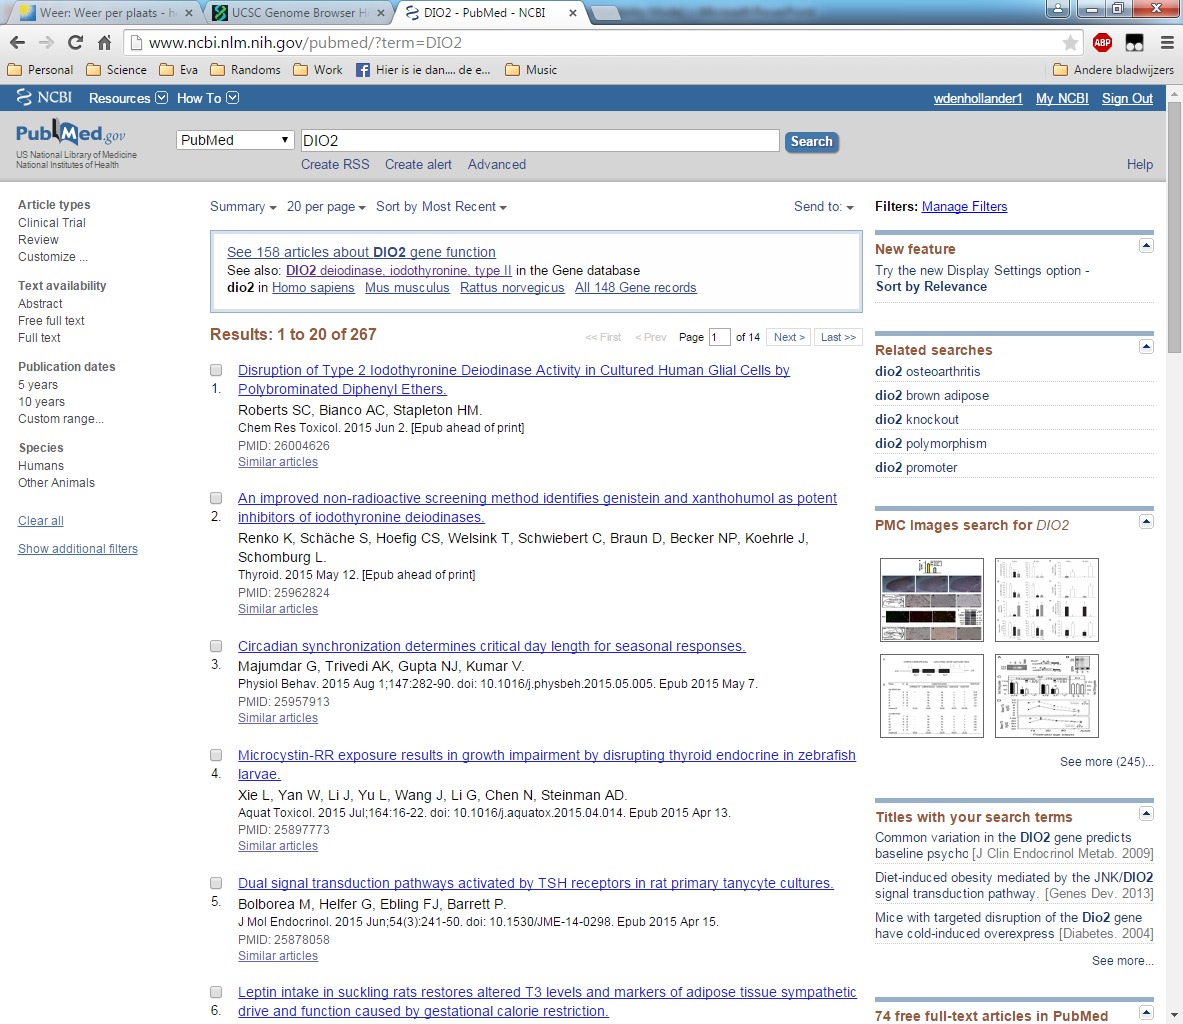 Weer: Weer per plaats - h
UCSC Genome Browser H
DIO2 - PubMed - NCBI
www.ncbi.nlm.nih.gov/pubmed/?term=DIO2
ABP
Personal Science Eva Randoms Work Hier is ie dan.... de e... Music Andere bladwijzers
NCBI Resources How To wdenhollander1 My NCBI Sign Out
PubMed.gov
US National Library of Medicine
National Institutes of Health
PubMed DIO2 Search
Create RSS Create alert Advanced Help
Article types
Clinical Trial
Review
Customize ...
Text availability
Abstract
Free full text
Full text
Publication dates
5 years
10 years
Custom range...
Species
Humans
Other Animals
Clear all
Show additional filters
Summary 20 per page Sort by Most Recent Send to:
See 158 articles about DIO2 gene function
See also: DIO2 deiodinase, iodothyronine, type II in the Gene database
dio2 in Homo sapiens Mus musculus Rattus norvegicus All 148 Gene records
Results: 1 to 20 of 267
<< First < Prev Page 1 of 14 Next > Last >>
Disruption of Type 2 Iodothyronine Deiodinase Activity in Cultured Human Glial Cells by
1. Polybrominated Diphenyl Ethers.
Roberts SC, Bianco AC, Stapleton HM.
Chem Res Toxicol. 2015 Jun 2. [Epub ahead of print]
PMID: 26004626
Similar articles
An improved non-radioactive screening method identifies genistein and xanthohumol as potent
2. inhibitors of iodothyronine deiodinases.
Renko K, Schäche S, Hoefig CS, Welsink T, Schwiebert C, Braun D, Becker NP, Koehrle J,
Schomburg L.
Thyroid. 2015 May 12. [Epub ahead of print]
PMID: 25962824
Similar articles
Circadian synchronization determines critical day length for seasonal responses.
3. Majumdar G, Trivedi AK, Gupta NJ, Kumar V.
Physiol Behav. 2015 Aug 1;147:282-90. doi: 10.1016/j.physbeh.2015.05.005. Epub 2015 May 7.
PMID: 25957913
Similar articles
Microcystin-RR exposure results in growth impairment by disrupting thyroid endocrine in zebrafish
4. larvae.
Xie L, Yan W, Li J, Yu L, Wang J, Li G, Chen N, Steinman AD.
Aquat Toxicol. 2015 Jul;164:16-22. doi: 10.1016/j.aquatox.2015.04.014. Epub 2015 Apr 13.
PMID: 25897773
Similar articles
Dual signal transduction pathways activated by TSH receptors in rat primary tanycyte cultures.
5. Bolborea M, Helfer G, Ebling FJ, Barrett P.
J Mol Endocrinol. 2015 Jun;54(3):241-50. doi: 10.1530/JME-14-0298. Epub 2015 Apr 15.
PMID: 25878058
Similar articles
Leptin intake in suckling rats restores altered T3 levels and markers of adipose tissue sympathetic
6. drive and function caused by gestational calorie restriction.
Filters: Manage Filters
New feature
Try the new Display Settings option -
Sort by Relevance
Related searches
dio2 osteoarthritis
dio2 brown adipose
dio2 knockout
dio2 polymorphism
dio2 promoter
PMC Images search for DIO2
See more (245)...
Titles with your search terms
Common variation in the DIO2 gene predicts
baseline psycho [J Clin Endocrinol Metab. 2009]
Diet-induced obesity mediated by the JNK/DIO2
signal transduction pathway. [Genes Dev. 2013]
Mice with targeted disruption of the Dio2 gene
have cold-induced overexpress [Diabetes. 2004]
See more...
74 free full-text articles in PubMed